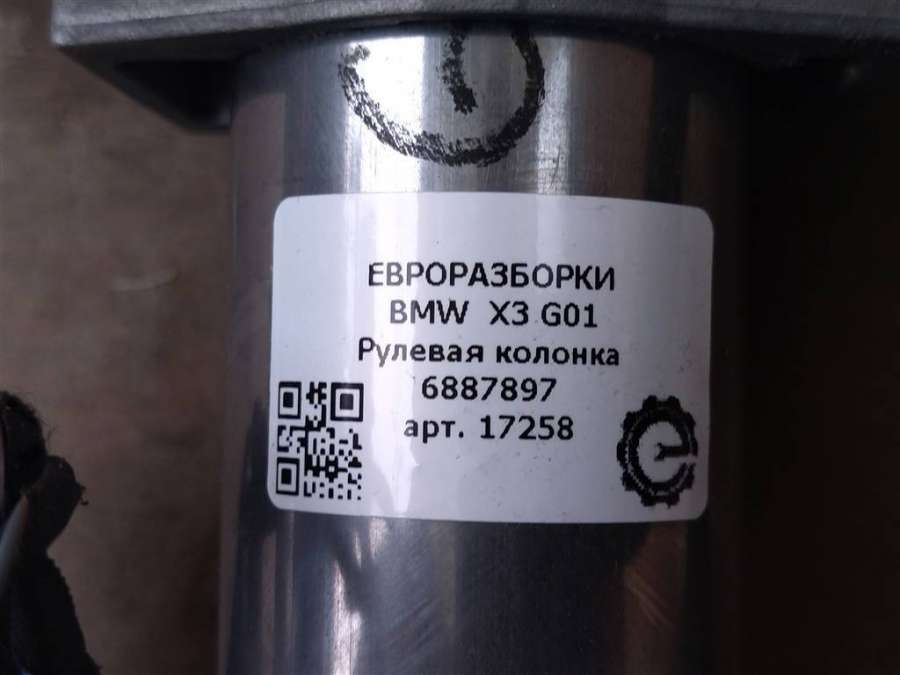 ЕВРОРАЗБОРКИ
BMW X3 G01
Рулевая колонка
6887897
арт. 17258